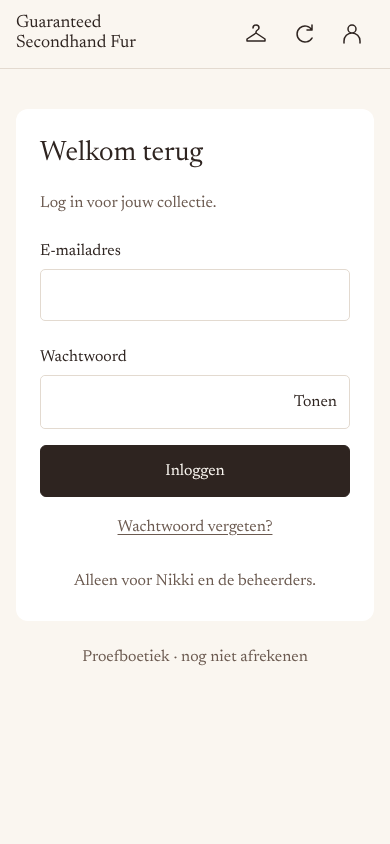 Guaranteed
Secondhand Fur
Welkom terug
Log in voor jouw collectie.
E-mailadres
Wachtwoord
Tonen
Inloggen
Wachtwoord vergeten?
Alleen voor Nikki en de beheerders.
Proefboetiek · nog niet afrekenen